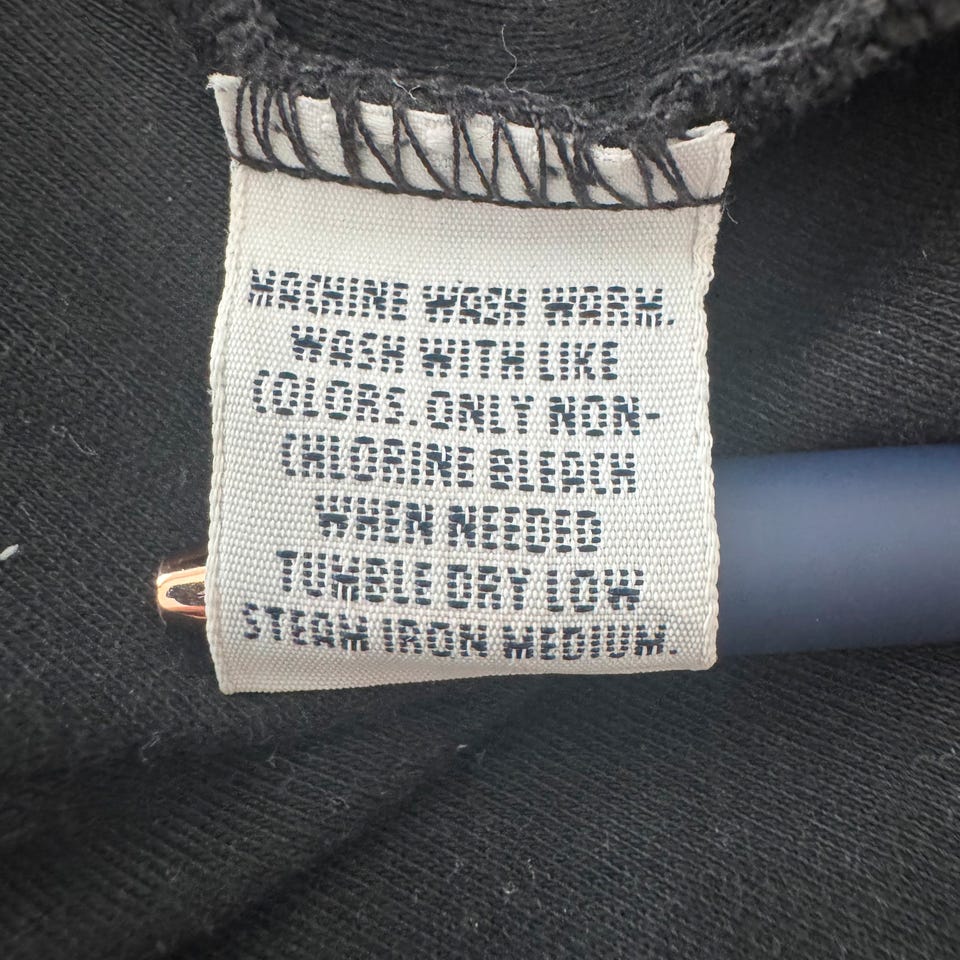 MACHINE WASH WARM.
WASH WITH LIKE
COLORS. ONLY NON-
CHLORINE BLEACH
WHEN NEEDED
TUMBLE DRY LOW
STEAM IRON MEDIUM.